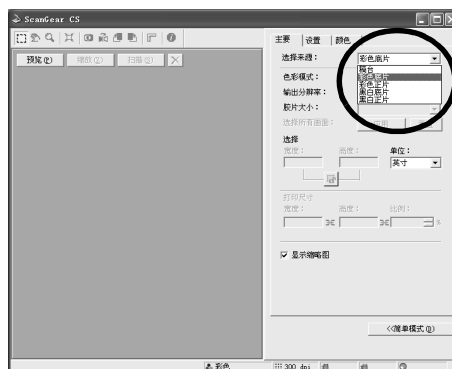 ScanGear CS
主要 设置 颜色
预览(P) 缩放(Z) 扫描(S)
选择来源： 彩色底片
稿台
彩色底片
彩色正片
黑白底片
黑白正片
色彩模式：
输出分辨率：
胶片大小：
选择所有画面： 应用
选择
宽度： 高度： 单位：
英寸
打印尺寸
宽度： 高度： 比例：
%
显示缩略图
<<简单模式(D)
彩色 300 dpi